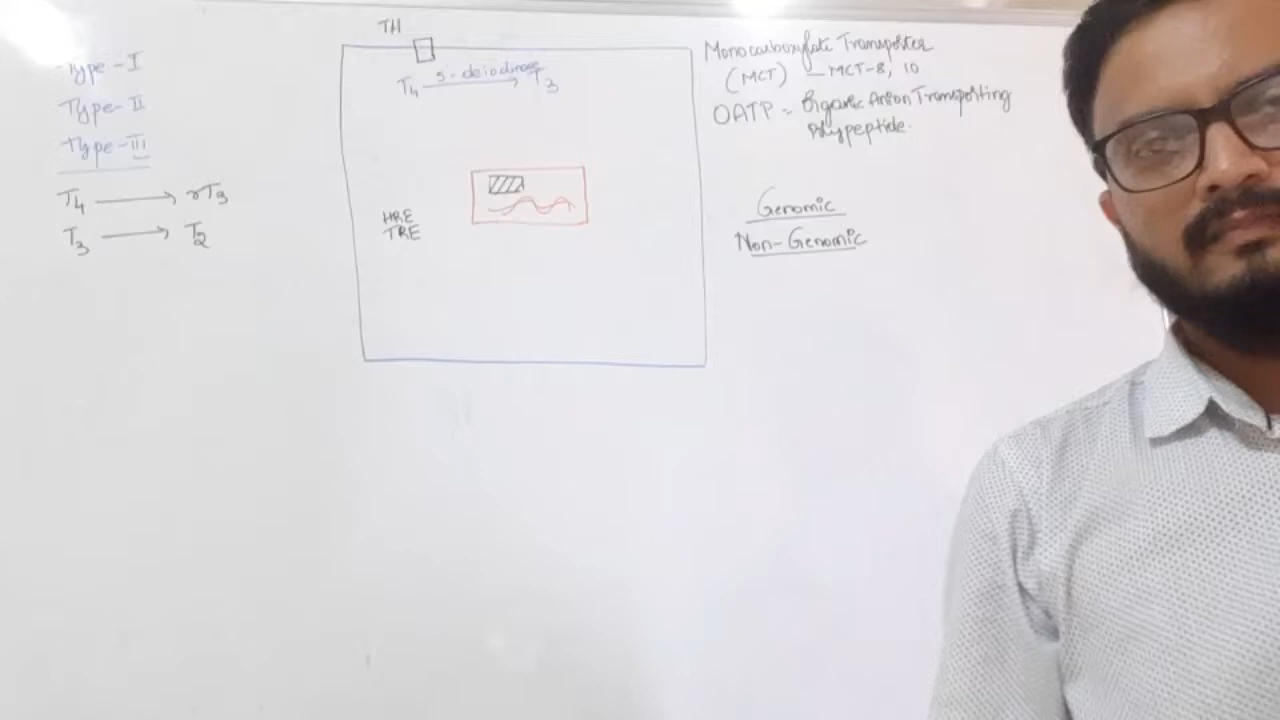 Type-I
Type-II
Type-III
T4 → rT3
T3 → T2
TH
T4 5-deiodinase → T3
HRE
TRE
Monocarboxylate Transporter
(MCT) - MCT-8, 10
OATP = Organic Anion Transporting
Polypeptide.
Genomic
Non-Genomic